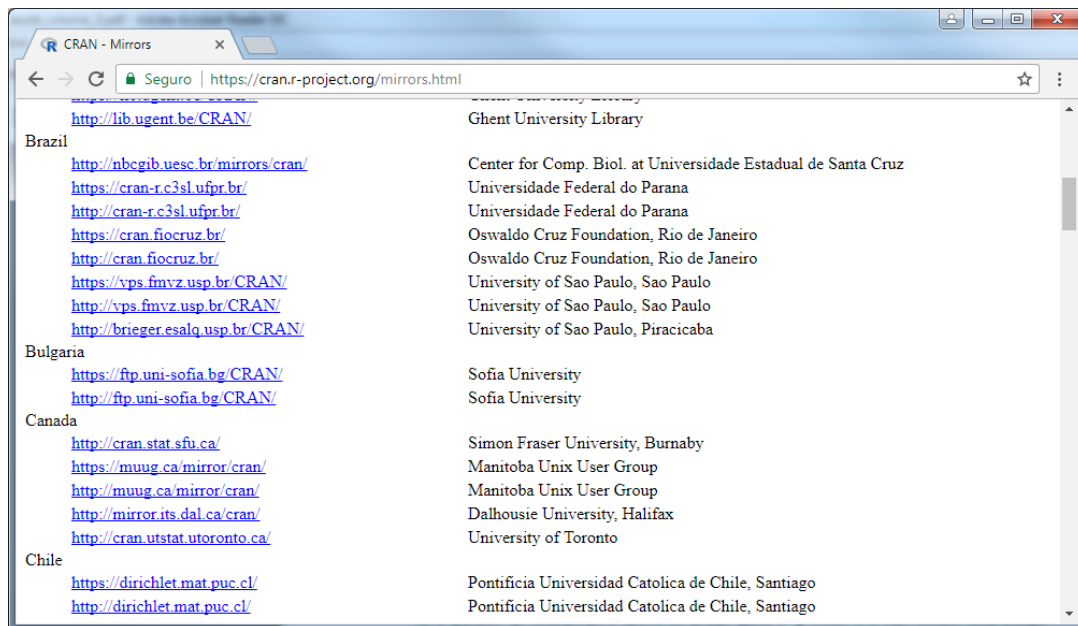 CRAN - Mirrors
Seguro | https://cran.r-project.org/mirrors.html
http://lib.ugent.be/CRAN/ Ghent University Library
Brazil
http://nbcgib.uesc.br/mirrors/cran/ Center for Comp. Biol. at Universidade Estadual de Santa Cruz
https://cran-r.c3sl.ufpr.br/ Universidade Federal do Parana
http://cran-r.c3sl.ufpr.br/ Universidade Federal do Parana
https://cran.fiocruz.br/ Oswaldo Cruz Foundation, Rio de Janeiro
http://cran.fiocruz.br/ Oswaldo Cruz Foundation, Rio de Janeiro
https://vps.fmvz.usp.br/CRAN/ University of Sao Paulo, Sao Paulo
http://vps.fmvz.usp.br/CRAN/ University of Sao Paulo, Sao Paulo
http://brieger.esalq.usp.br/CRAN/ University of Sao Paulo, Piracicaba
Bulgaria
https://ftp.uni-sofia.bg/CRAN/ Sofia University
http://ftp.uni-sofia.bg/CRAN/ Sofia University
Canada
http://cran.stat.sfu.ca/ Simon Fraser University, Burnaby
https://muug.ca/mirror/cran/ Manitoba Unix User Group
http://muug.ca/mirror/cran/ Manitoba Unix User Group
http://mirror.its.dal.ca/cran/ Dalhousie University, Halifax
http://cran.utstat.utoronto.ca/ University of Toronto
Chile
https://dirichlet.mat.puc.cl/ Pontificia Universidad Catolica de Chile, Santiago
http://dirichlet.mat.puc.cl/ Pontificia Universidad Catolica de Chile, Santiago